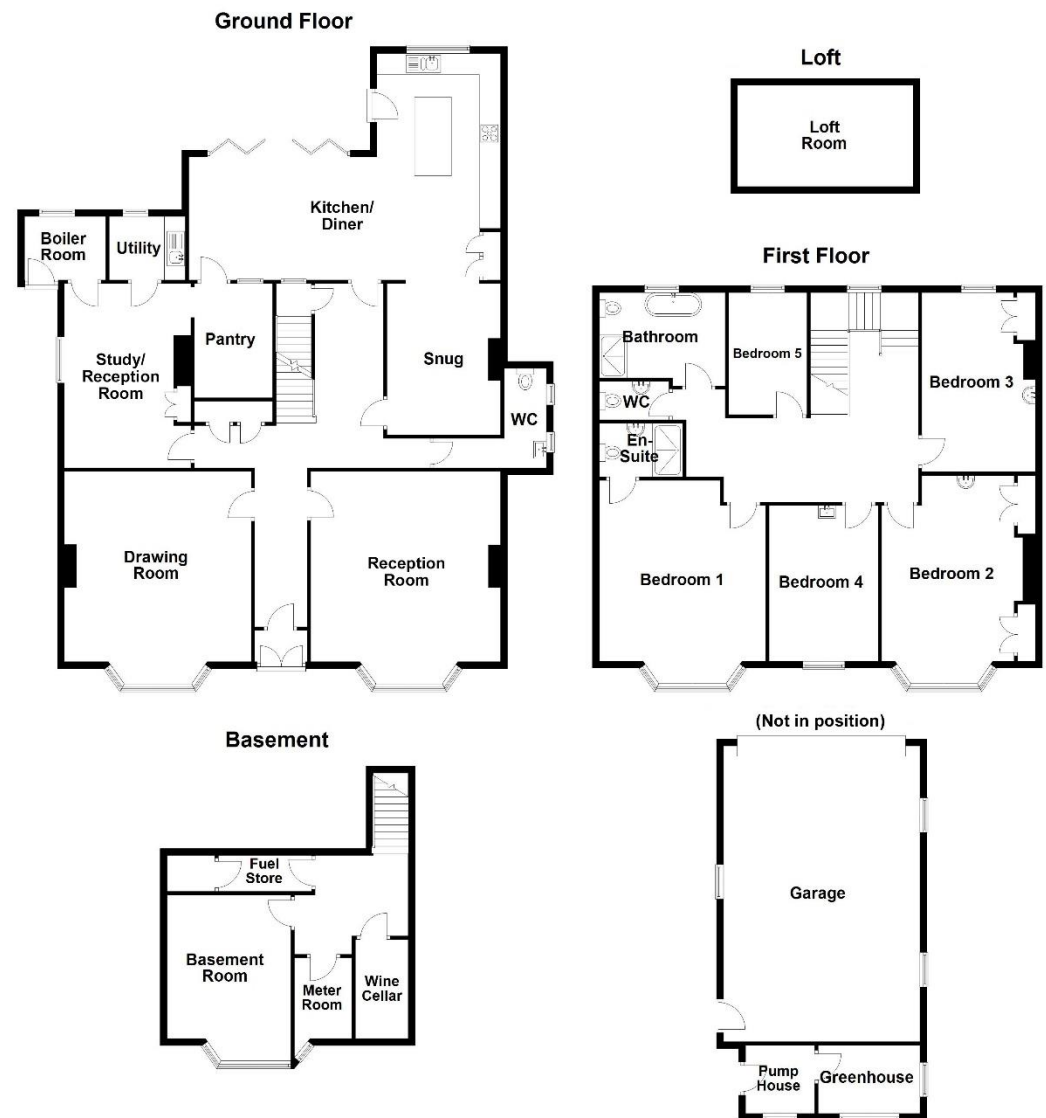 Ground Floor
Kitchen/
Diner
Boiler
Room
Utility
Pantry
Study/
Reception
Room
Snug
WC
Drawing
Room
Reception
Room
Loft
Loft
Room
First Floor
Bathroom
Bedroom 5
Bedroom 3
WC
En-
Suite
Bedroom 1
Bedroom 4
Bedroom 2
Basement
Fuel
Store
Basement
Room
Meter
Room
Wine
Cellar
(Not in position)
Garage
Pump
House
Greenhouse